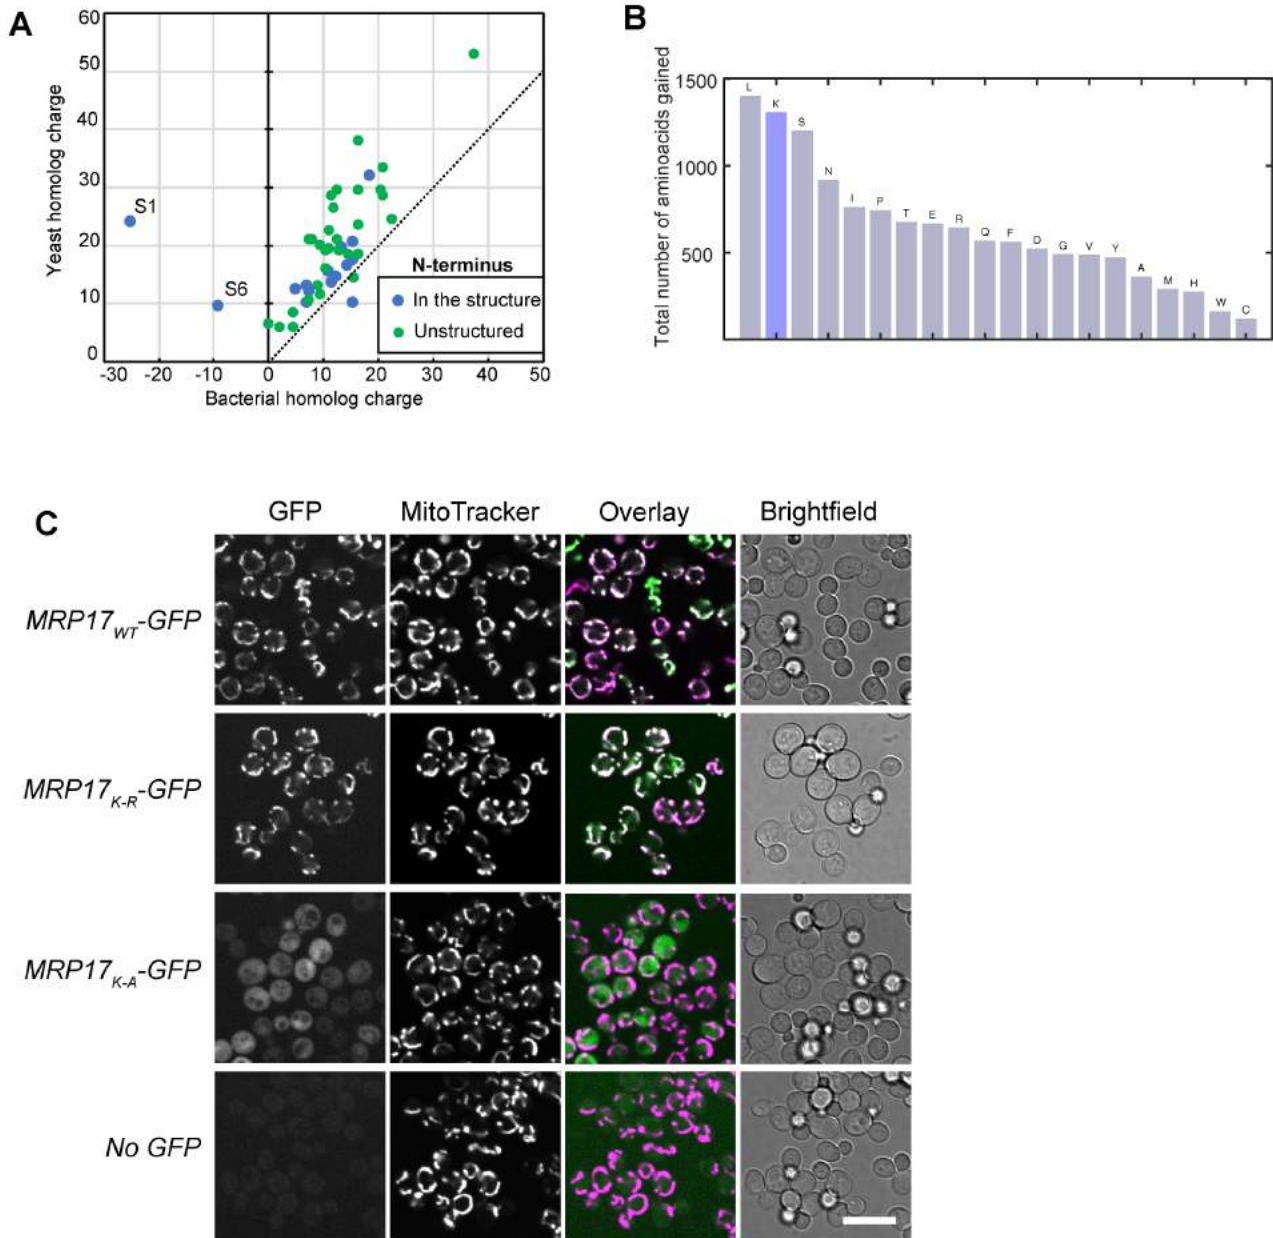 A
60
50
40
30
20
10
0
Yeast homolog charge
S1
S6
N-terminus
In the structure
Unstructured
-30 -20 -10 0 10 20 30 40 50
Bacterial homolog charge
B
1500
1000
500
Total number of aminoacids gained
L K S N I P T E R Q F D G V Y A M H W C
C
GFP MitoTracker Overlay Brightfield
MRP17WT-GFP
MRP17K-R-GFP
MRP17K-A-GFP
No GFP